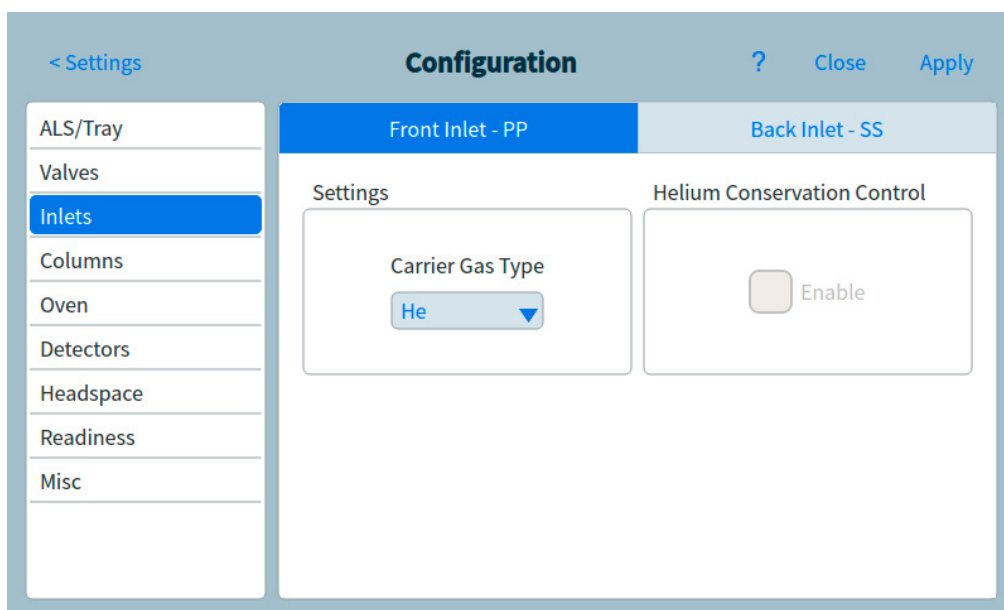 < Settings
Configuration
?
Close
Apply
ALS/Tray
Valves
Inlets
Columns
Oven
Detectors
Headspace
Readiness
Misc
Front Inlet - PP
Back Inlet - SS
Settings
Carrier Gas Type
He
Helium Conservation Control
Enable